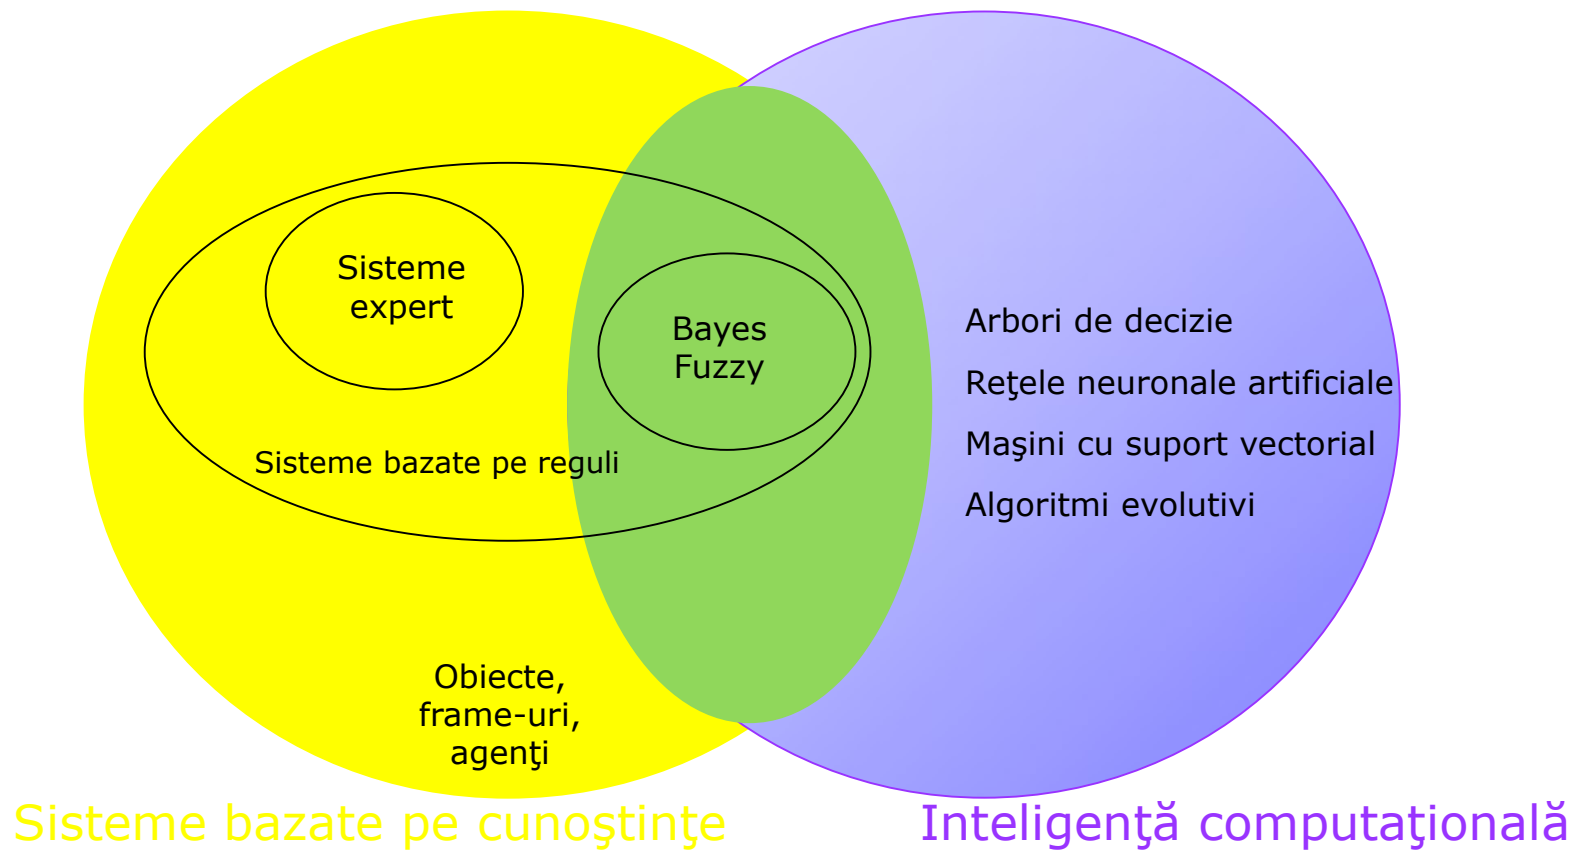 Sisteme
expert
Bayes
Fuzzy
Sisteme bazate pe reguli
Obiecte,
frame-uri,
agenţi
Arbori de decizie
Reţele neuronale artificiale
Maşini cu suport vectorial
Algoritmi evolutivi
Sisteme bazate pe cunoştinţe
Inteligenţă computaţională